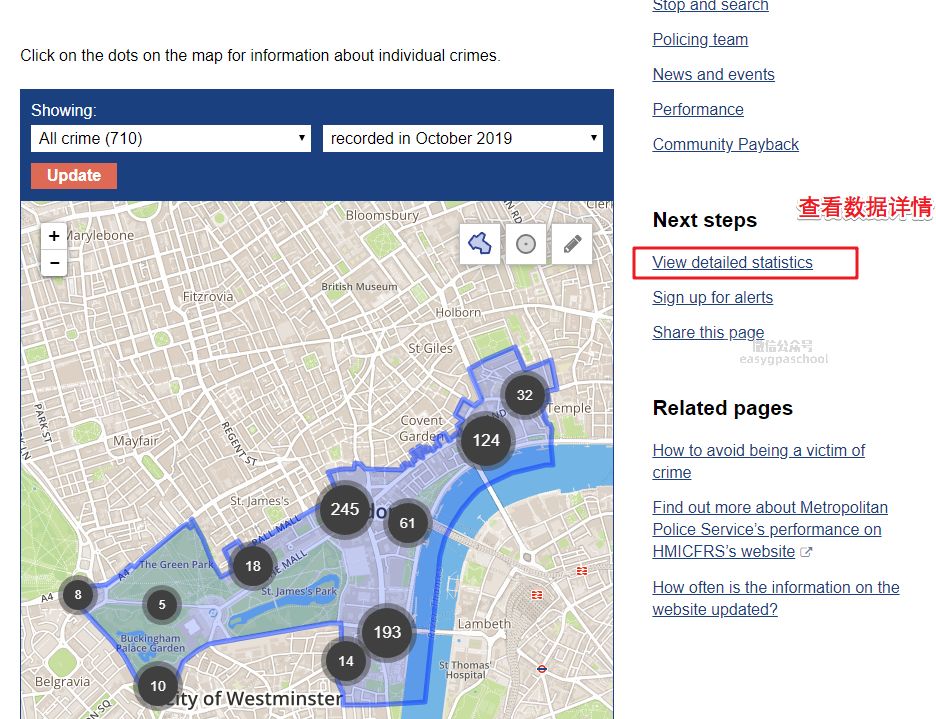 Stop and search
Click on the dots on the map for information about individual crimes.
Policing team
News and events
Performance
Community Payback
Showing:
All crime (710)
recorded in October 2019
Update
Next steps
查看数据详情
View detailed statistics
Sign up for alerts
Share this page
微信公众号
easygpaschool
Related pages
How to avoid being a victim of
crime
Find out more about Metropolitan
Police Service's performance on
HMICFRS's website
How often is the information on the
website updated?
+
−
Marylebone
Bloomsbury
Clerk
British Museum
Fitzrovia
Holborn
St Giles
PARK ST
Mayfair
REGENT ST
Covent
Garden
32
Temple
124
St. James's
245
61
PALL MALL
THE MALL
18
The Green Park
A4
A4
8
5
St. James's Park
Buckingham
Palace Garden
193
14
Lambeth
St Thomas'
Hospital
Belgravia
10
City of Westminster